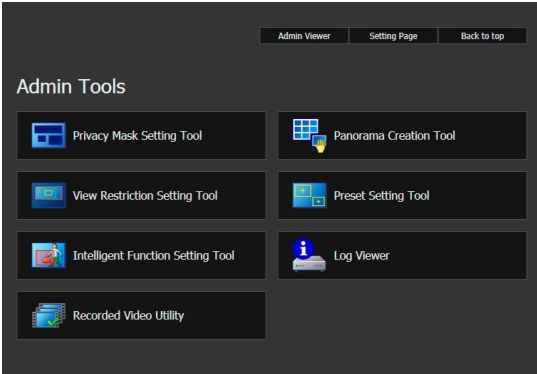 Admin Viewer
Setting Page
Back to top
Admin Tools
Privacy Mask Setting Tool
Panorama Creation Tool
View Restriction Setting Tool
Preset Setting Tool
Intelligent Function Setting Tool
Log Viewer
Recorded Video Utility